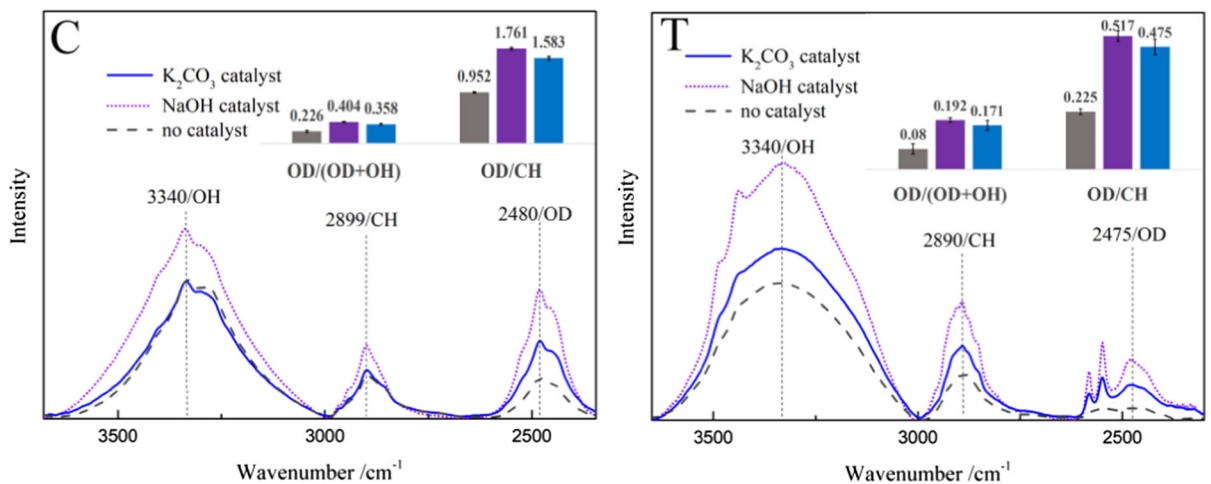 C
K₂CO₃ catalyst
NaOH catalyst
no catalyst
0.226
0.404
0.358
0.952
1.761
1.583
OD/(OD+OH)
OD/CH
3340/OH
2899/CH
2480/OD
Intensity
3500
3000
2500
Wavenumber /cm⁻¹
T
K₂CO₃ catalyst
NaOH catalyst
no catalyst
0.08
0.192
0.171
0.225
0.517
0.475
OD/(OD+OH)
OD/CH
3340/OH
2890/CH
2475/OD
Intensity
3500
3000
2500
Wavenumber /cm⁻¹